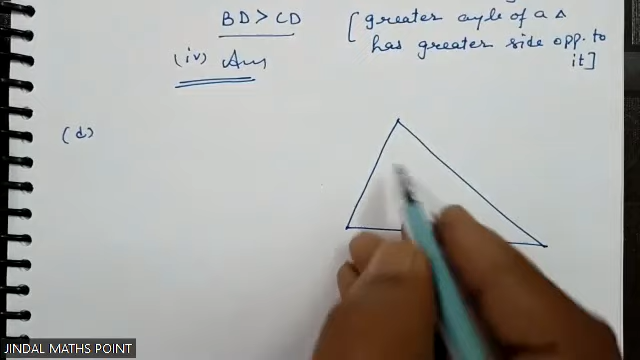 BD > CD
[greater angle of a Δ
has greater side opp. to
it]
(iv) Ans
(d)
JINDAL MATHS POINT